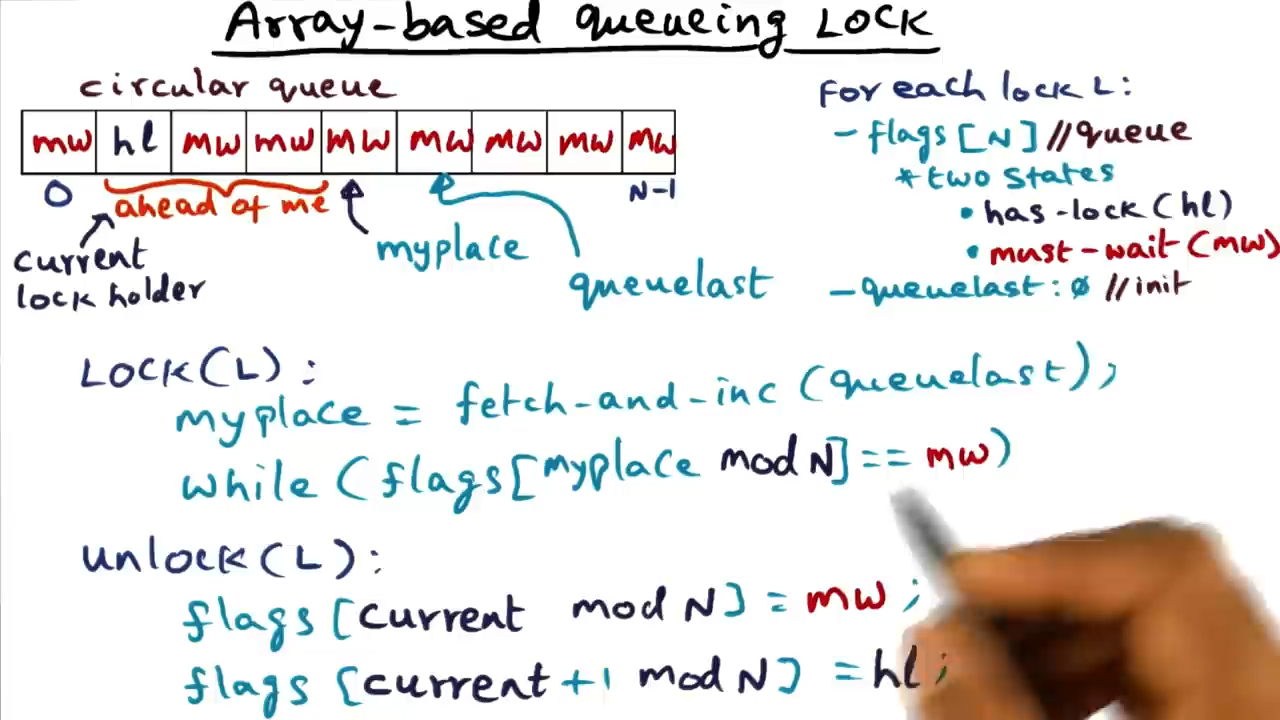 Array-based queueing LOCK
circular queue
mw hl mw mw mw mw mw mw mw
0 N-1
ahead of me
current
lock holder
myplace
queuelast
For each lock L:
- flags[N] //queue
* two states
• has-lock (hl)
• must-wait (mw)
- queuelast: 0 //init
LOCK(L):
myplace = fetch-and-inc (queuelast);
while (flags[myplace mod N] == mw)
unlock(L):
flags [current mod N] = mw;
flags [current +1 mod N] = hl;